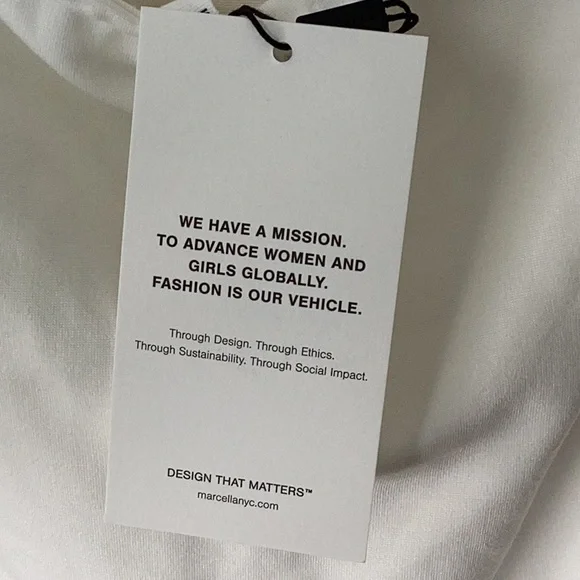 WE HAVE A MISSION.
TO ADVANCE WOMEN AND
GIRLS GLOBALLY.
FASHION IS OUR VEHICLE.
Through Design. Through Ethics.
Through Sustainability. Through Social Impact.
DESIGN THAT MATTERS™
marcellanyc.com